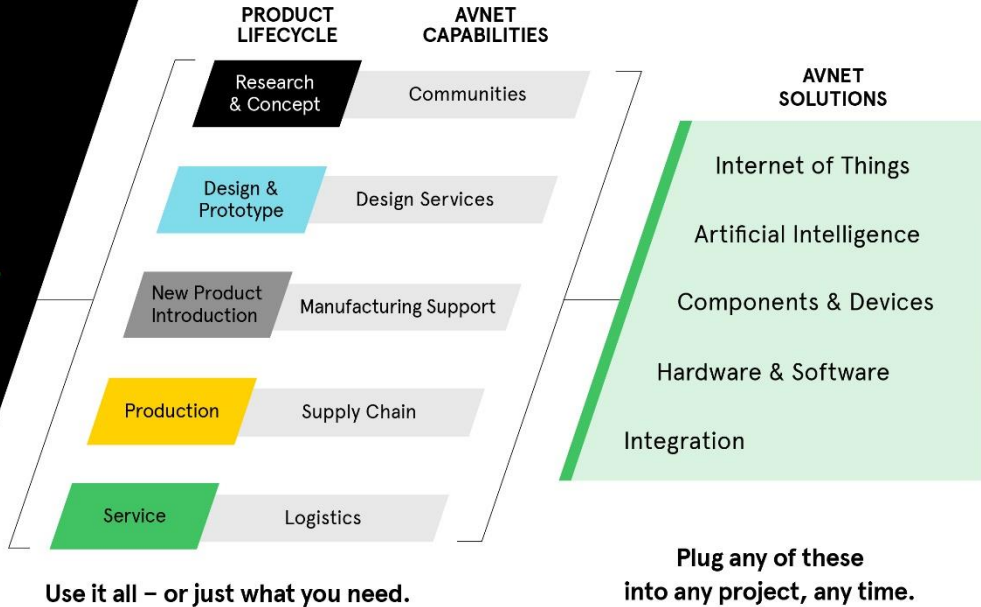 PRODUCT
LIFECYCLE
AVNET
CAPABILITIES
Research
& Concept
Communities
Design &
Prototype
Design Services
New Product
Introduction
Manufacturing Support
Production
Supply Chain
Service
Logistics
Use it all – or just what you need.
AVNET
SOLUTIONS
Internet of Things
Artificial Intelligence
Components & Devices
Hardware & Software
Integration
Plug any of these
into any project, any time.